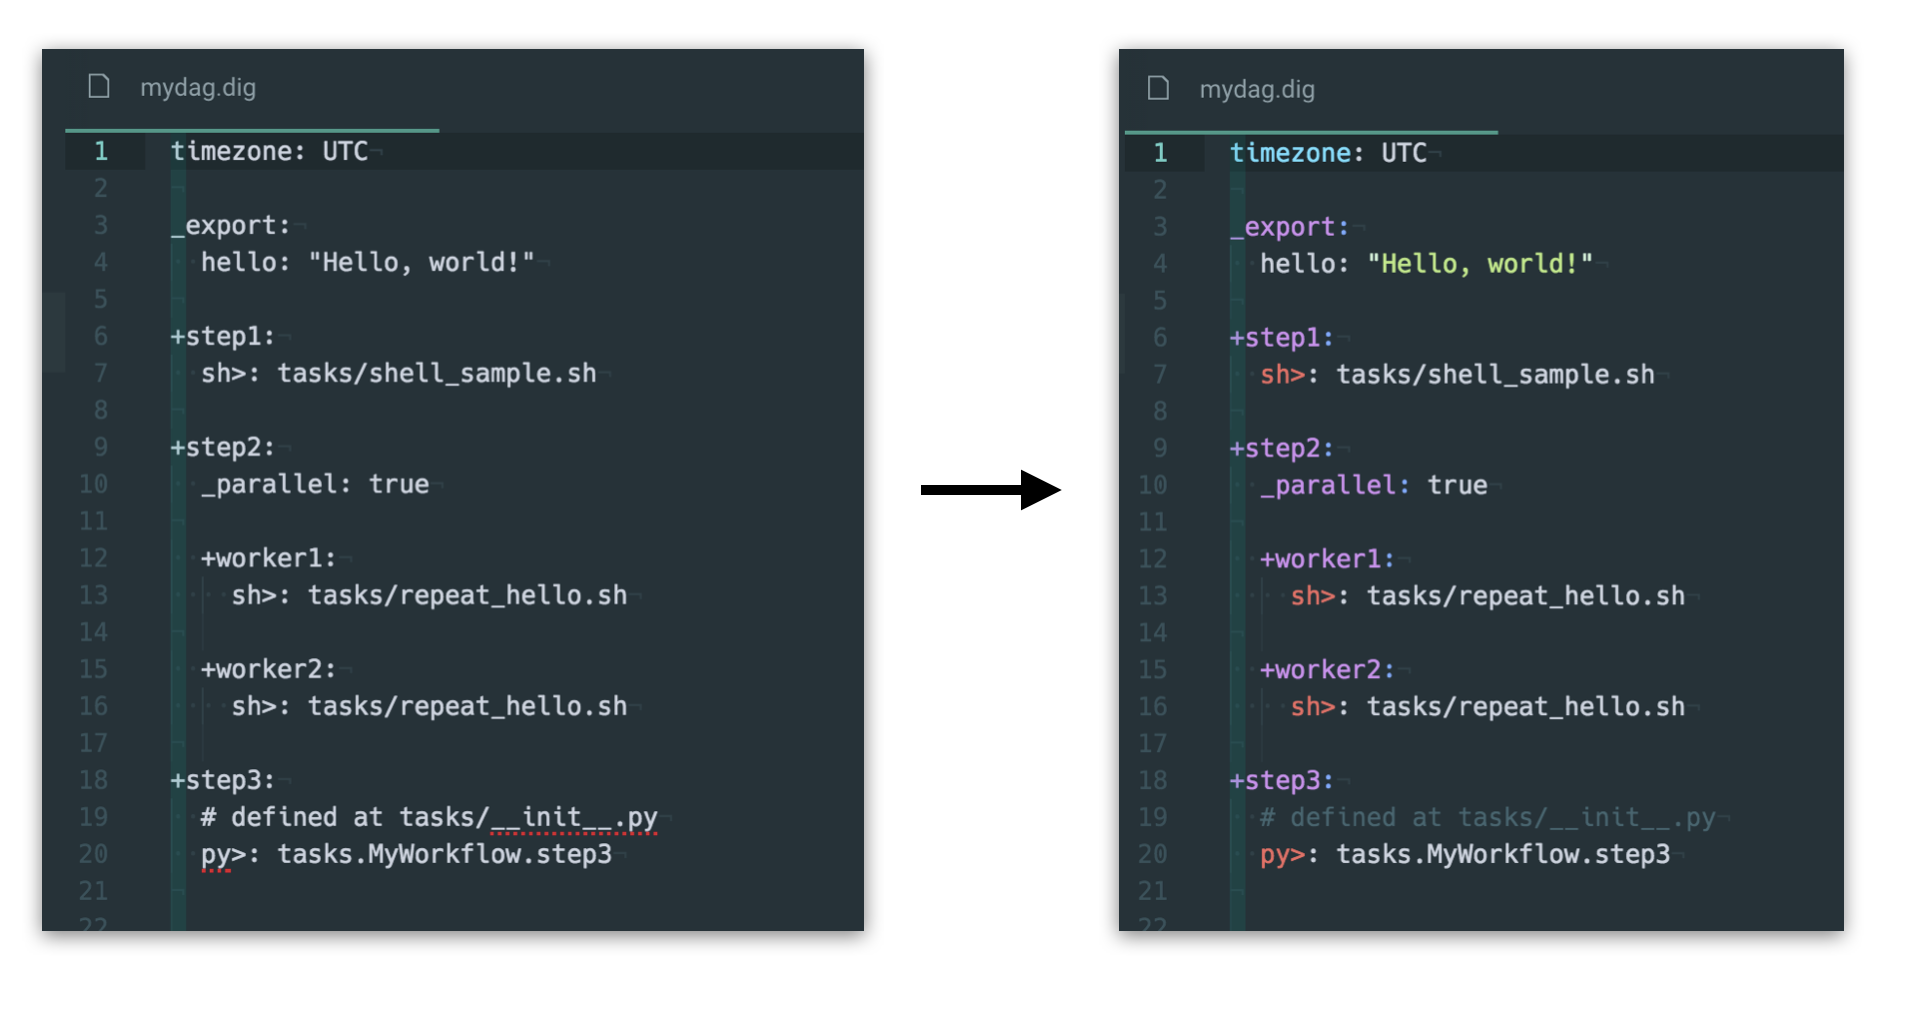 mydag.dig
1 timezone: UTC
2
3 _export:
4   hello: "Hello, world!"
5
6 +step1:
7   sh>: tasks/shell_sample.sh
8
9 +step2:
10   _parallel: true
11
12   +worker1:
13     sh>: tasks/repeat_hello.sh
14
15   +worker2:
16     sh>: tasks/repeat_hello.sh
17
18 +step3:
19   # defined at tasks/__init__.py
20   py>: tasks.MyWorkflow.step3
21
22
mydag.dig
1 timezone: UTC
2
3 _export:
4   hello: "Hello, world!"
5
6 +step1:
7   sh>: tasks/shell_sample.sh
8
9 +step2:
10   _parallel: true
11
12   +worker1:
13     sh>: tasks/repeat_hello.sh
14
15   +worker2:
16     sh>: tasks/repeat_hello.sh
17
18 +step3:
19   # defined at tasks/__init__.py
20   py>: tasks.MyWorkflow.step3
21
22